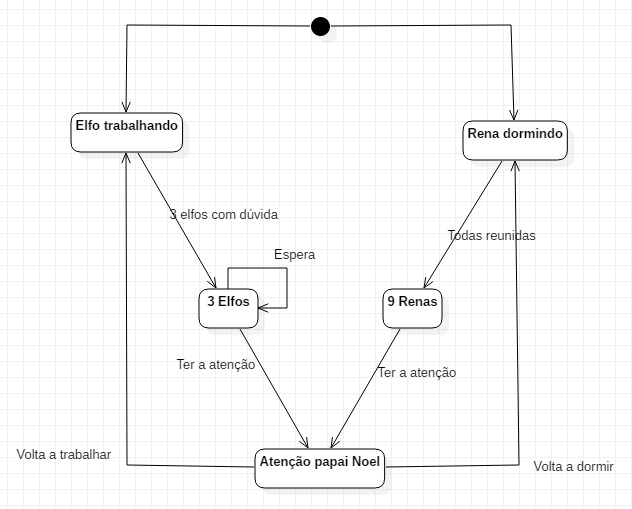 Elfo trabalhando
Rena dormindo
3 elfos com dúvida
Todas reunidas
Espera
3 Elfos
9 Renas
Ter a atenção
Ter a atenção
Volta a trabalhar
Atenção papai Noel
Volta a dormir